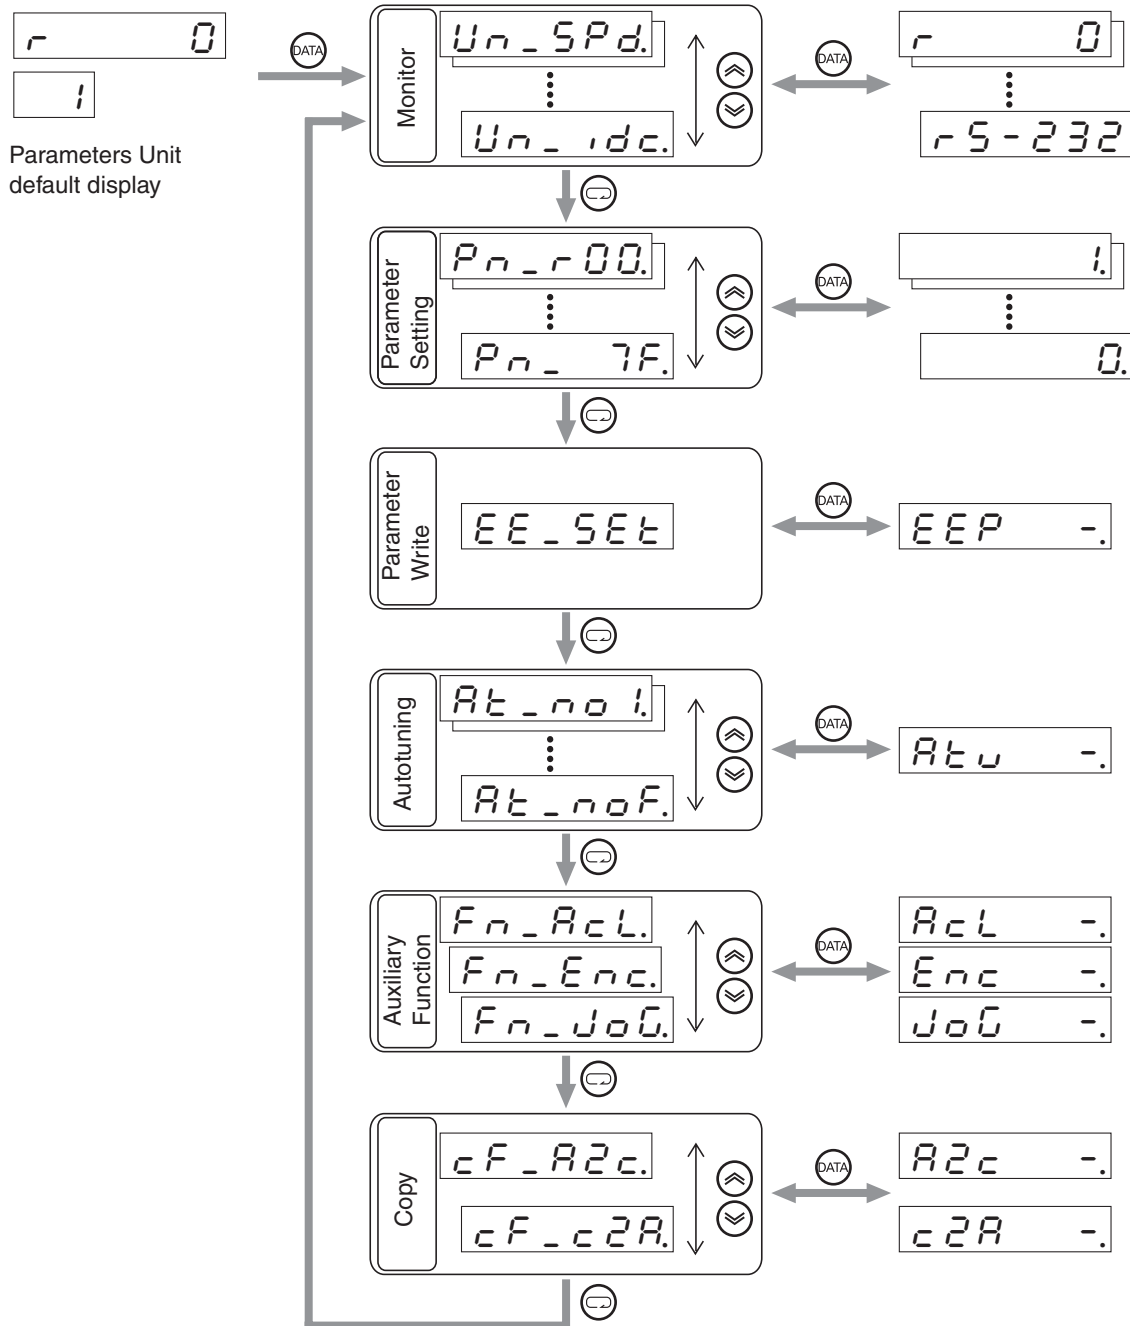 r 0
1
Parameters Unit
default display
DATA
Monitor
Un_SPd.
Un_ idc.
DATA
r 0
rS-232
Parameter
Setting
Pn_r00.
Pn_ 7F.
DATA
1.
0.
Parameter
Write
EE_SEt
DATA
EEP -.
Autotuning
At_no1.
At_noF.
DATA
Atu -.
Auxiliary
Function
Fn_AcL.
Fn_Enc.
Fn_JoG.
DATA
AcL -.
Enc -.
JoG -.
Copy
cF_A2c.
cF_c2A.
DATA
A2c -.
c2A -.